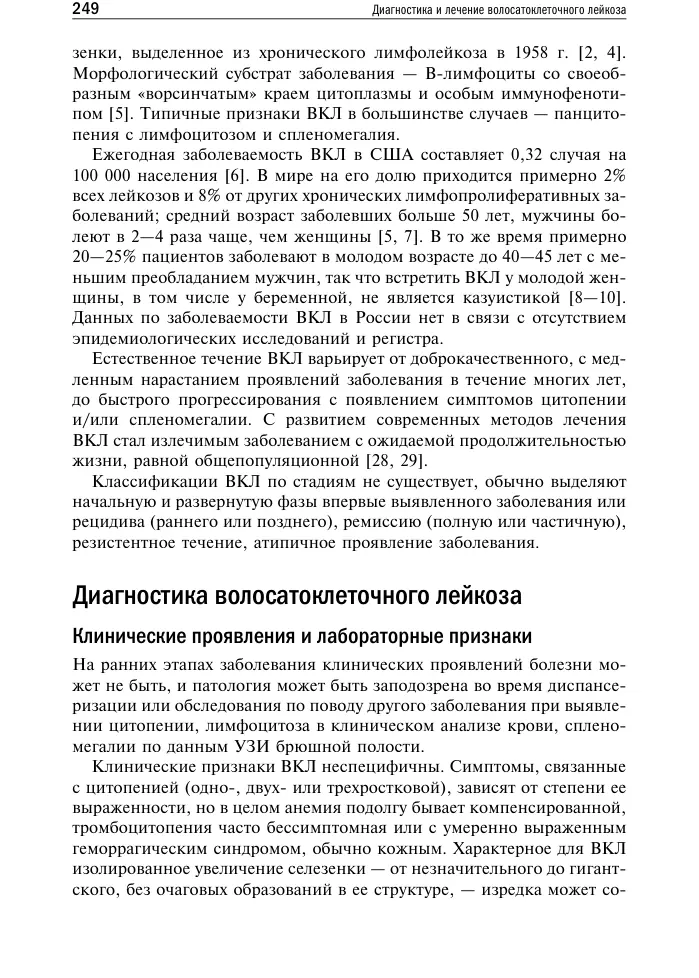 249
Диагностика и лечение волосатоклеточного лейкоза
зенки, выделенное из хронического лимфолейкоза в 1958 г. [2, 4].
Морфологический субстрат заболевания — В-лимфоциты со своеоб-
разным «ворсинчатым» краем цитоплазмы и особым иммунофеноти-
пом [5]. Типичные признаки ВКЛ в большинстве случаев — панцито-
пения с лимфоцитозом и спленомегалия.
Ежегодная заболеваемость ВКЛ в США составляет 0,32 случая на
100 000 населения [6]. В мире на его долю приходится примерно 2%
всех лейкозов и 8% от других хронических лимфопролиферативных за-
болеваний; средний возраст заболевших больше 50 лет, мужчины бо-
леют в 2—4 раза чаще, чем женщины [5, 7]. В то же время примерно
20—25% пациентов заболевают в молодом возрасте до 40—45 лет с ме-
ньшим преобладанием мужчин, так что встретить ВКЛ у молодой жен-
щины, в том числе у беременной, не является казуистикой [8—10].
Данных по заболеваемости ВКЛ в России нет в связи с отсутствием
эпидемиологических исследований и регистра.
Естественное течение ВКЛ варьирует от доброкачественного, с мед-
ленным нарастанием проявлений заболевания в течение многих лет,
до быстрого прогрессирования с появлением симптомов цитопении
и/или спленомегалии. С развитием современных методов лечения
ВКЛ стал излечимым заболеванием с ожидаемой продолжительностью
жизни, равной общепопуляционной [28, 29].
Классификации ВКЛ по стадиям не существует, обычно выделяют
начальную и развернутую фазы впервые выявленного заболевания или
рецидива (раннего или позднего), ремиссию (полную или частичную),
резистентное течение, атипичное проявление заболевания.
Диагностика волосатоклеточного лейкоза
Клинические проявления и лабораторные признаки
На ранних этапах заболевания клинических проявлений болезни мо-
жет не быть, и патология может быть заподозрена во время диспансе-
ризации или обследования по поводу другого заболевания при выявле-
нии цитопении, лимфоцитоза в клиническом анализе крови, сплено-
мегалии по данным УЗИ брюшной полости.
Клинические признаки ВКЛ неспецифичны. Симптомы, связанные
с цитопенией (одно-, двух- или трехростковой), зависят от степени ее
выраженности, но в целом анемия подолгу бывает компенсированной,
тромбоцитопения часто бессимптомная или с умеренно выраженным
геморрагическим синдромом, обычно кожным. Характерное для ВКЛ
изолированное увеличение селезенки — от незначительного до гигант-
ского, без очаговых образований в ее структуре, — изредка может со-